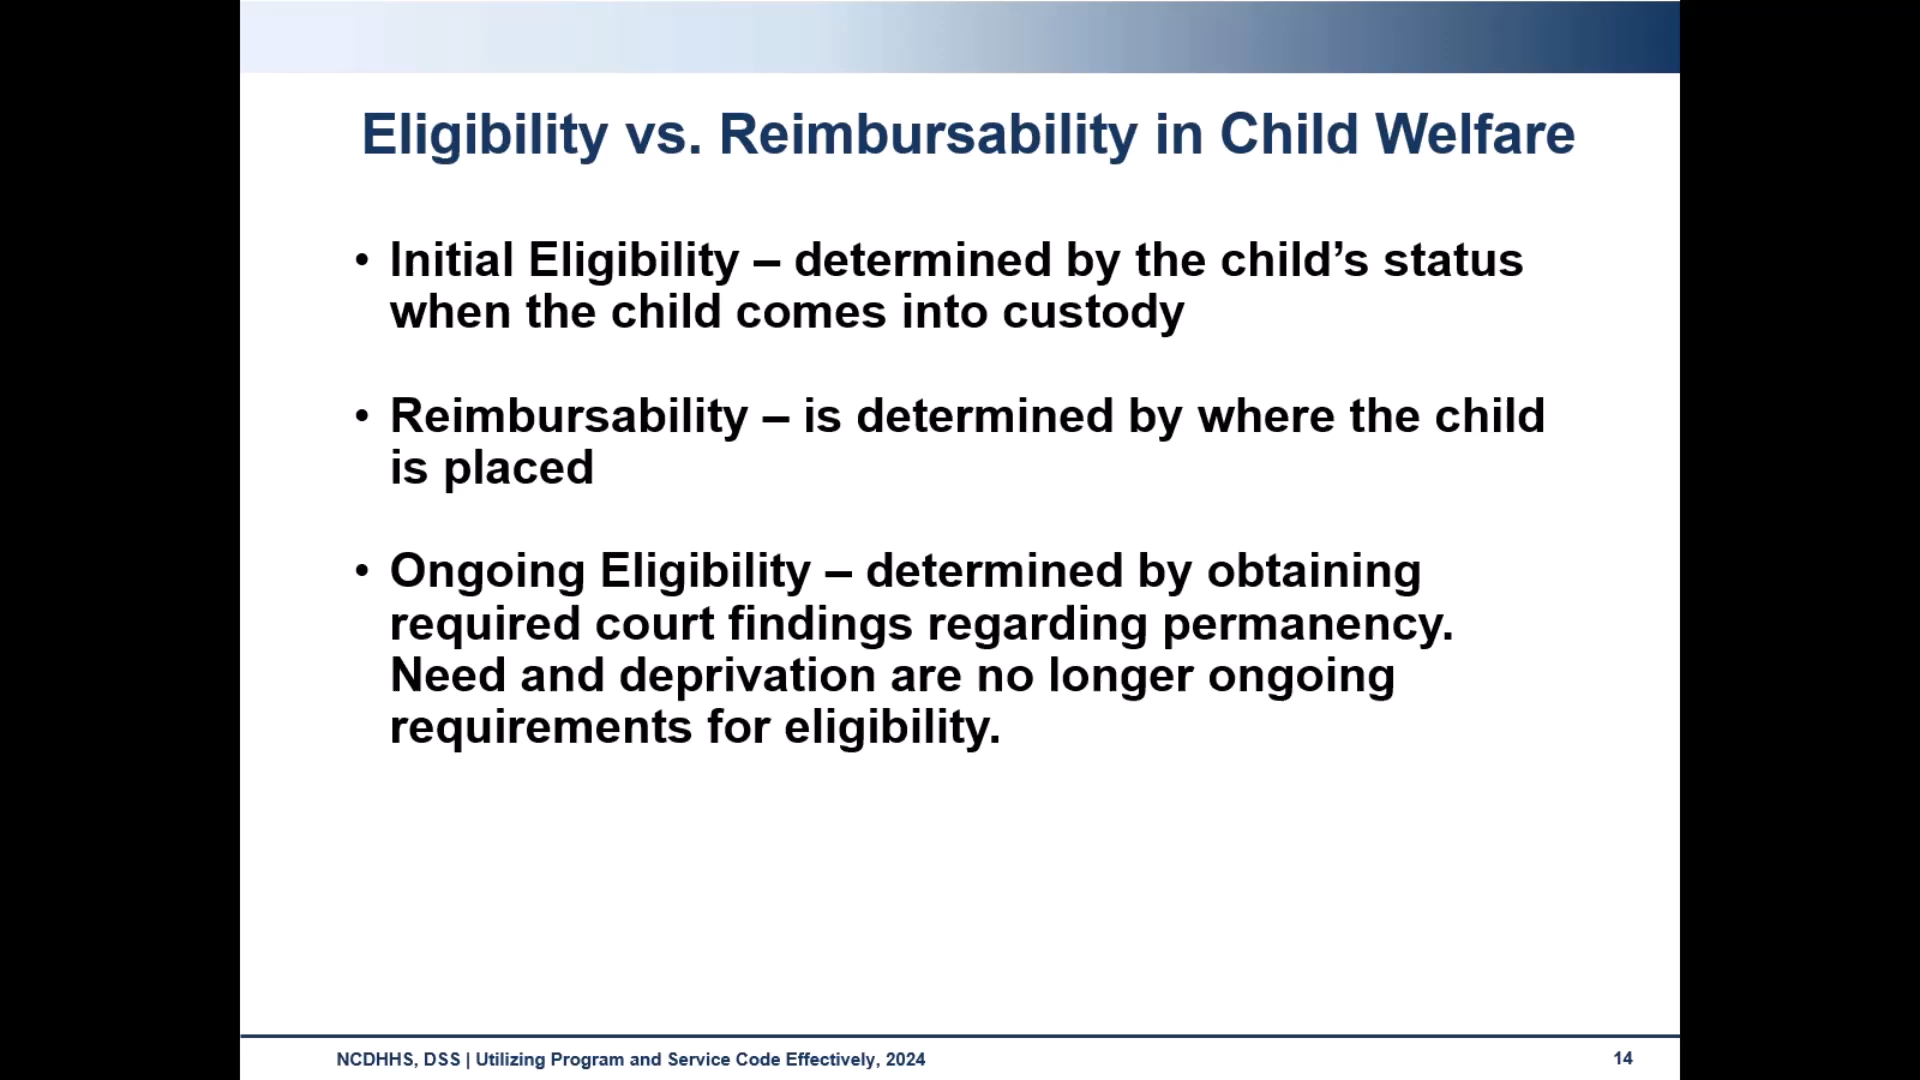 Eligibility vs. Reimbursability in Child Welfare
• Initial Eligibility – determined by the child’s status
when the child comes into custody
• Reimbursability – is determined by where the child
is placed
• Ongoing Eligibility – determined by obtaining
required court findings regarding permanency.
Need and deprivation are no longer ongoing
requirements for eligibility.
NCDHHS, DSS | Utilizing Program and Service Code Effectively, 2024
14